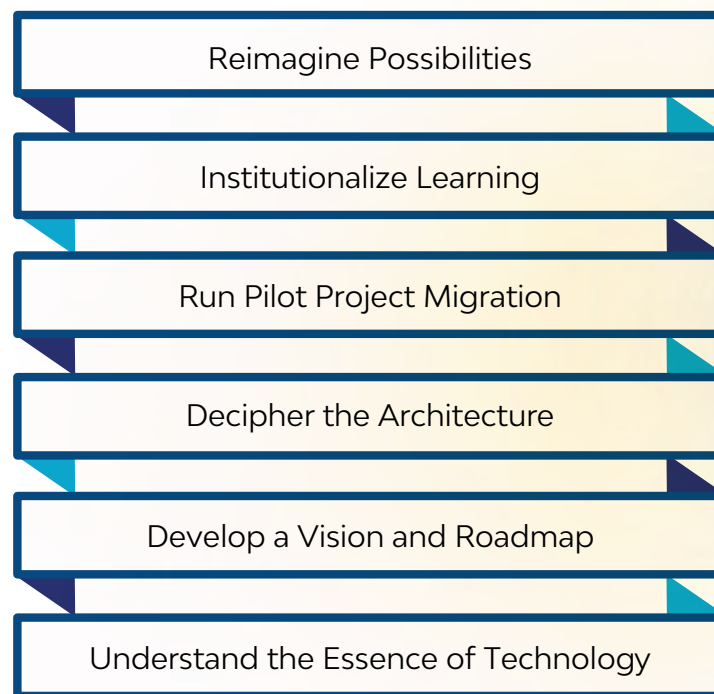 Reimagine Possibilities
Institutionalize Learning
Run Pilot Project Migration
Decipher the Architecture
Develop a Vision and Roadmap
Understand the Essence of Technology